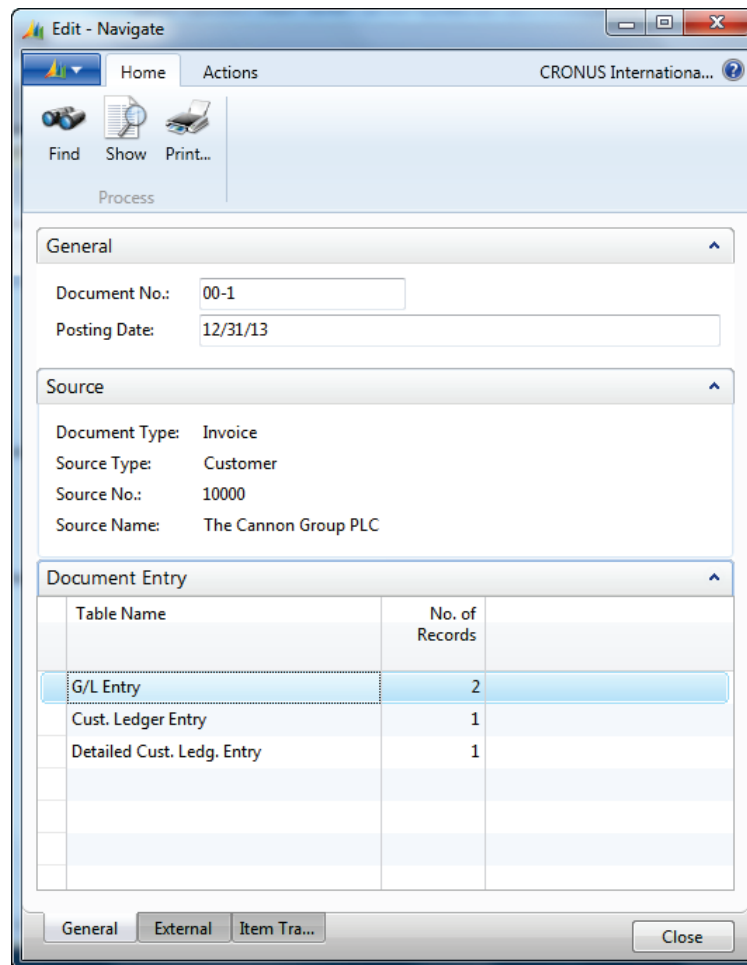 Edit - Navigate
Home Actions CRONUS Internationa...
Find Show Print...
Process
General
Document No.: 00-1
Posting Date: 12/31/13
Source
Document Type: Invoice
Source Type: Customer
Source No.: 10000
Source Name: The Cannon Group PLC
Document Entry
Table Name No. of
Records
G/L Entry 2
Cust. Ledger Entry 1
Detailed Cust. Ledg. Entry 1
General External Item Tra... Close